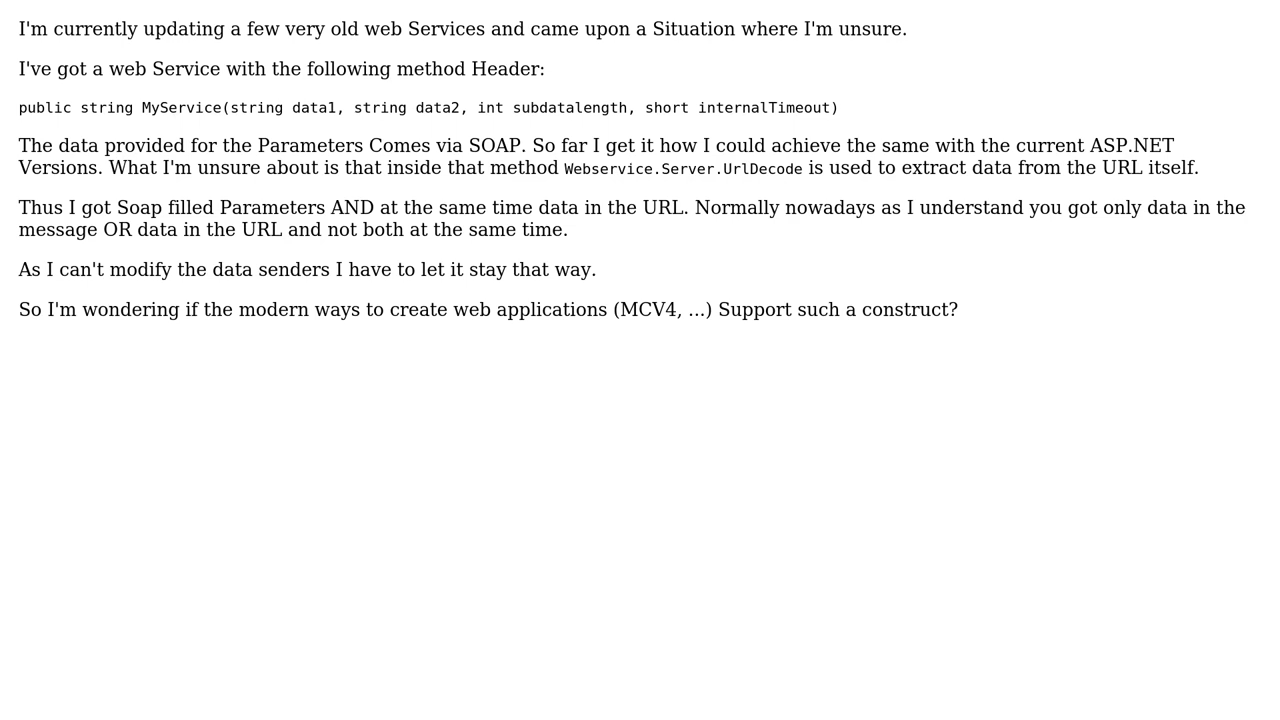 I'm currently updating a few very old web Services and came upon a Situation where I'm unsure.
I've got a web Service with the following method Header:
public string MyService(string data1, string data2, int subdatalength, short internalTimeout)
The data provided for the Parameters Comes via SOAP. So far I get it how I could achieve the same with the current ASP.NET
Versions. What I'm unsure about is that inside that method Webservice.Server.UrlDecode is used to extract data from the URL itself.
Thus I got Soap filled Parameters AND at the same time data in the URL. Normally nowadays as I understand you got only data in the
message OR data in the URL and not both at the same time.
As I can't modify the data senders I have to let it stay that way.
So I'm wondering if the modern ways to create web applications (MCV4, ...) Support such a construct?